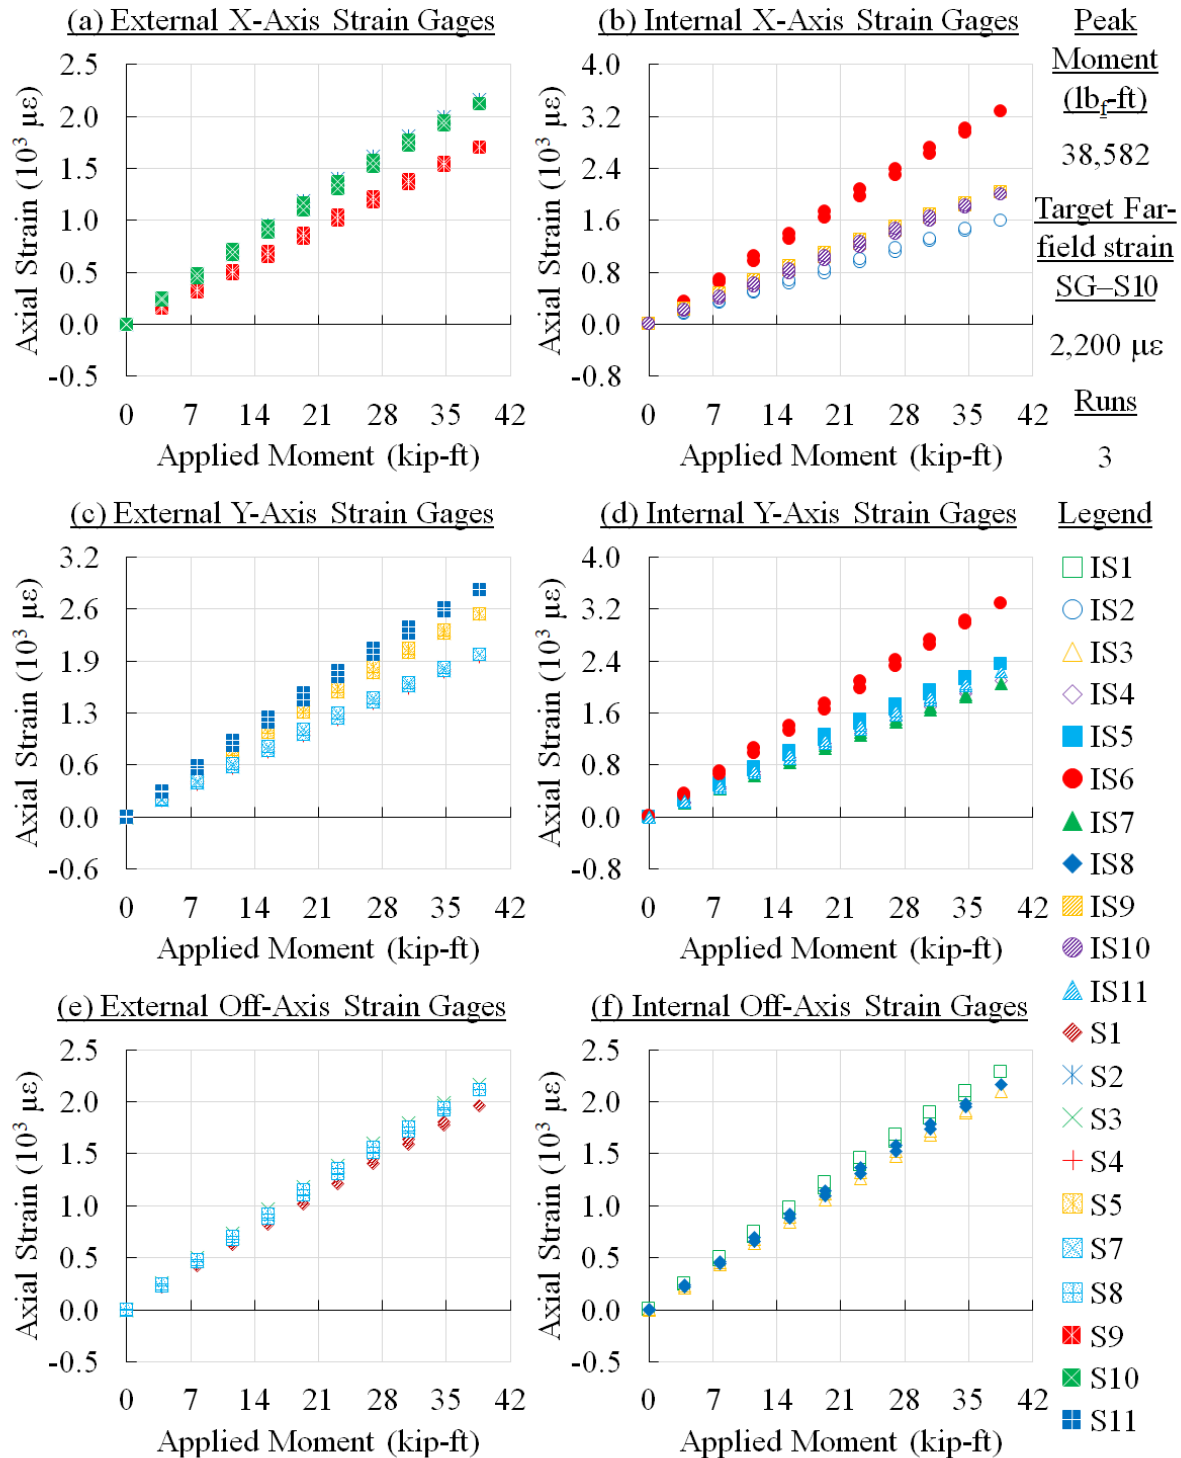 (a) External X-Axis Strain Gages
2.5
2.0
1.5
1.0
0.5
0.0
-0.5
Axial Strain (10³ με)
0 7 14 21 28 35 42
Applied Moment (kip-ft)
(b) Internal X-Axis Strain Gages
4.0
3.2
2.4
1.6
0.8
0.0
-0.8
Axial Strain (10³ με)
0 7 14 21 28 35 42
Applied Moment (kip-ft)
Peak
Moment
(lbf-ft)
38,582
Target Far-
field strain
SG–S10
2,200 με
Runs
3
(c) External Y-Axis Strain Gages
3.2
2.6
1.9
1.3
0.6
0.0
-0.6
Axial Strain (10³ με)
0 7 14 21 28 35 42
Applied Moment (kip-ft)
(d) Internal Y-Axis Strain Gages
4.0
3.2
2.4
1.6
0.8
0.0
-0.8
Axial Strain (10³ με)
0 7 14 21 28 35 42
Applied Moment (kip-ft)
(e) External Off-Axis Strain Gages
2.5
2.0
1.5
1.0
0.5
0.0
-0.5
Axial Strain (10³ με)
0 7 14 21 28 35 42
Applied Moment (kip-ft)
(f) Internal Off-Axis Strain Gages
2.5
2.0
1.5
1.0
0.5
0.0
-0.5
Axial Strain (10³ με)
0 7 14 21 28 35 42
Applied Moment (kip-ft)
Legend
IS1
IS2
IS3
IS4
IS5
IS6
IS7
IS8
IS9
IS10
IS11
S1
S2
S3
S4
S5
S7
S8
S9
S10
S11